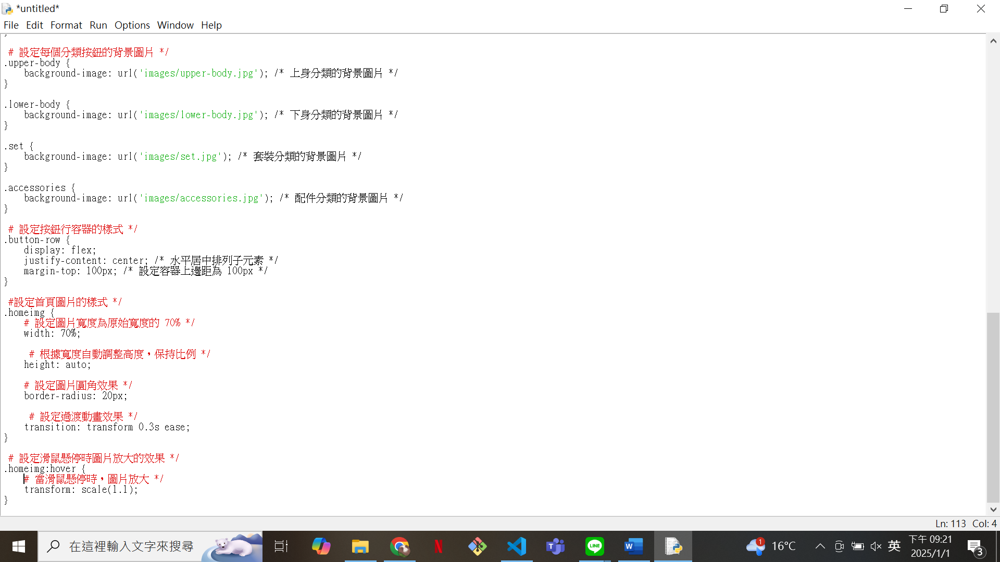 *untitled*
File Edit Format Run Options Window Help
}
# 設定每個分類按鈕的背景圖片 */
.upper-body {
background-image: url('images/upper-body.jpg'); /* 上身分類的背景圖片 */
}
.lower-body {
background-image: url('images/lower-body.jpg'); /* 下身分類的背景圖片 */
}
.set {
background-image: url('images/set.jpg'); /* 套裝分類的背景圖片 */
}
.accessories {
background-image: url('images/accessories.jpg'); /* 配件分類的背景圖片 */
}
# 設定按鈕行容器的樣式 */
.button-row {
display: flex;
justify-content: center; /* 水平居中排列子元素 */
margin-top: 100px; /* 設定容器上邊距為 100px */
}
#設定首頁圖片的樣式 */
.homeimg {
# 設定圖片寬度為原始寬度的 70% */
width: 70%;
# 根據寬度自動調整高度，保持比例 */
height: auto;
# 設定圖片圓角效果 */
border-radius: 20px;
# 設定過渡動畫效果 */
transition: transform 0.3s ease;
}
# 設定滑鼠懸停時圖片放大的效果 */
.homeimg:hover {
# 當滑鼠懸停時，圖片放大 */
transform: scale(1.1);
}
Ln: 113 Col: 4
在這裡輸入文字來搜尋
N
T
LINE
W
1
16°C
英
下午 09:21
2025/1/1
3